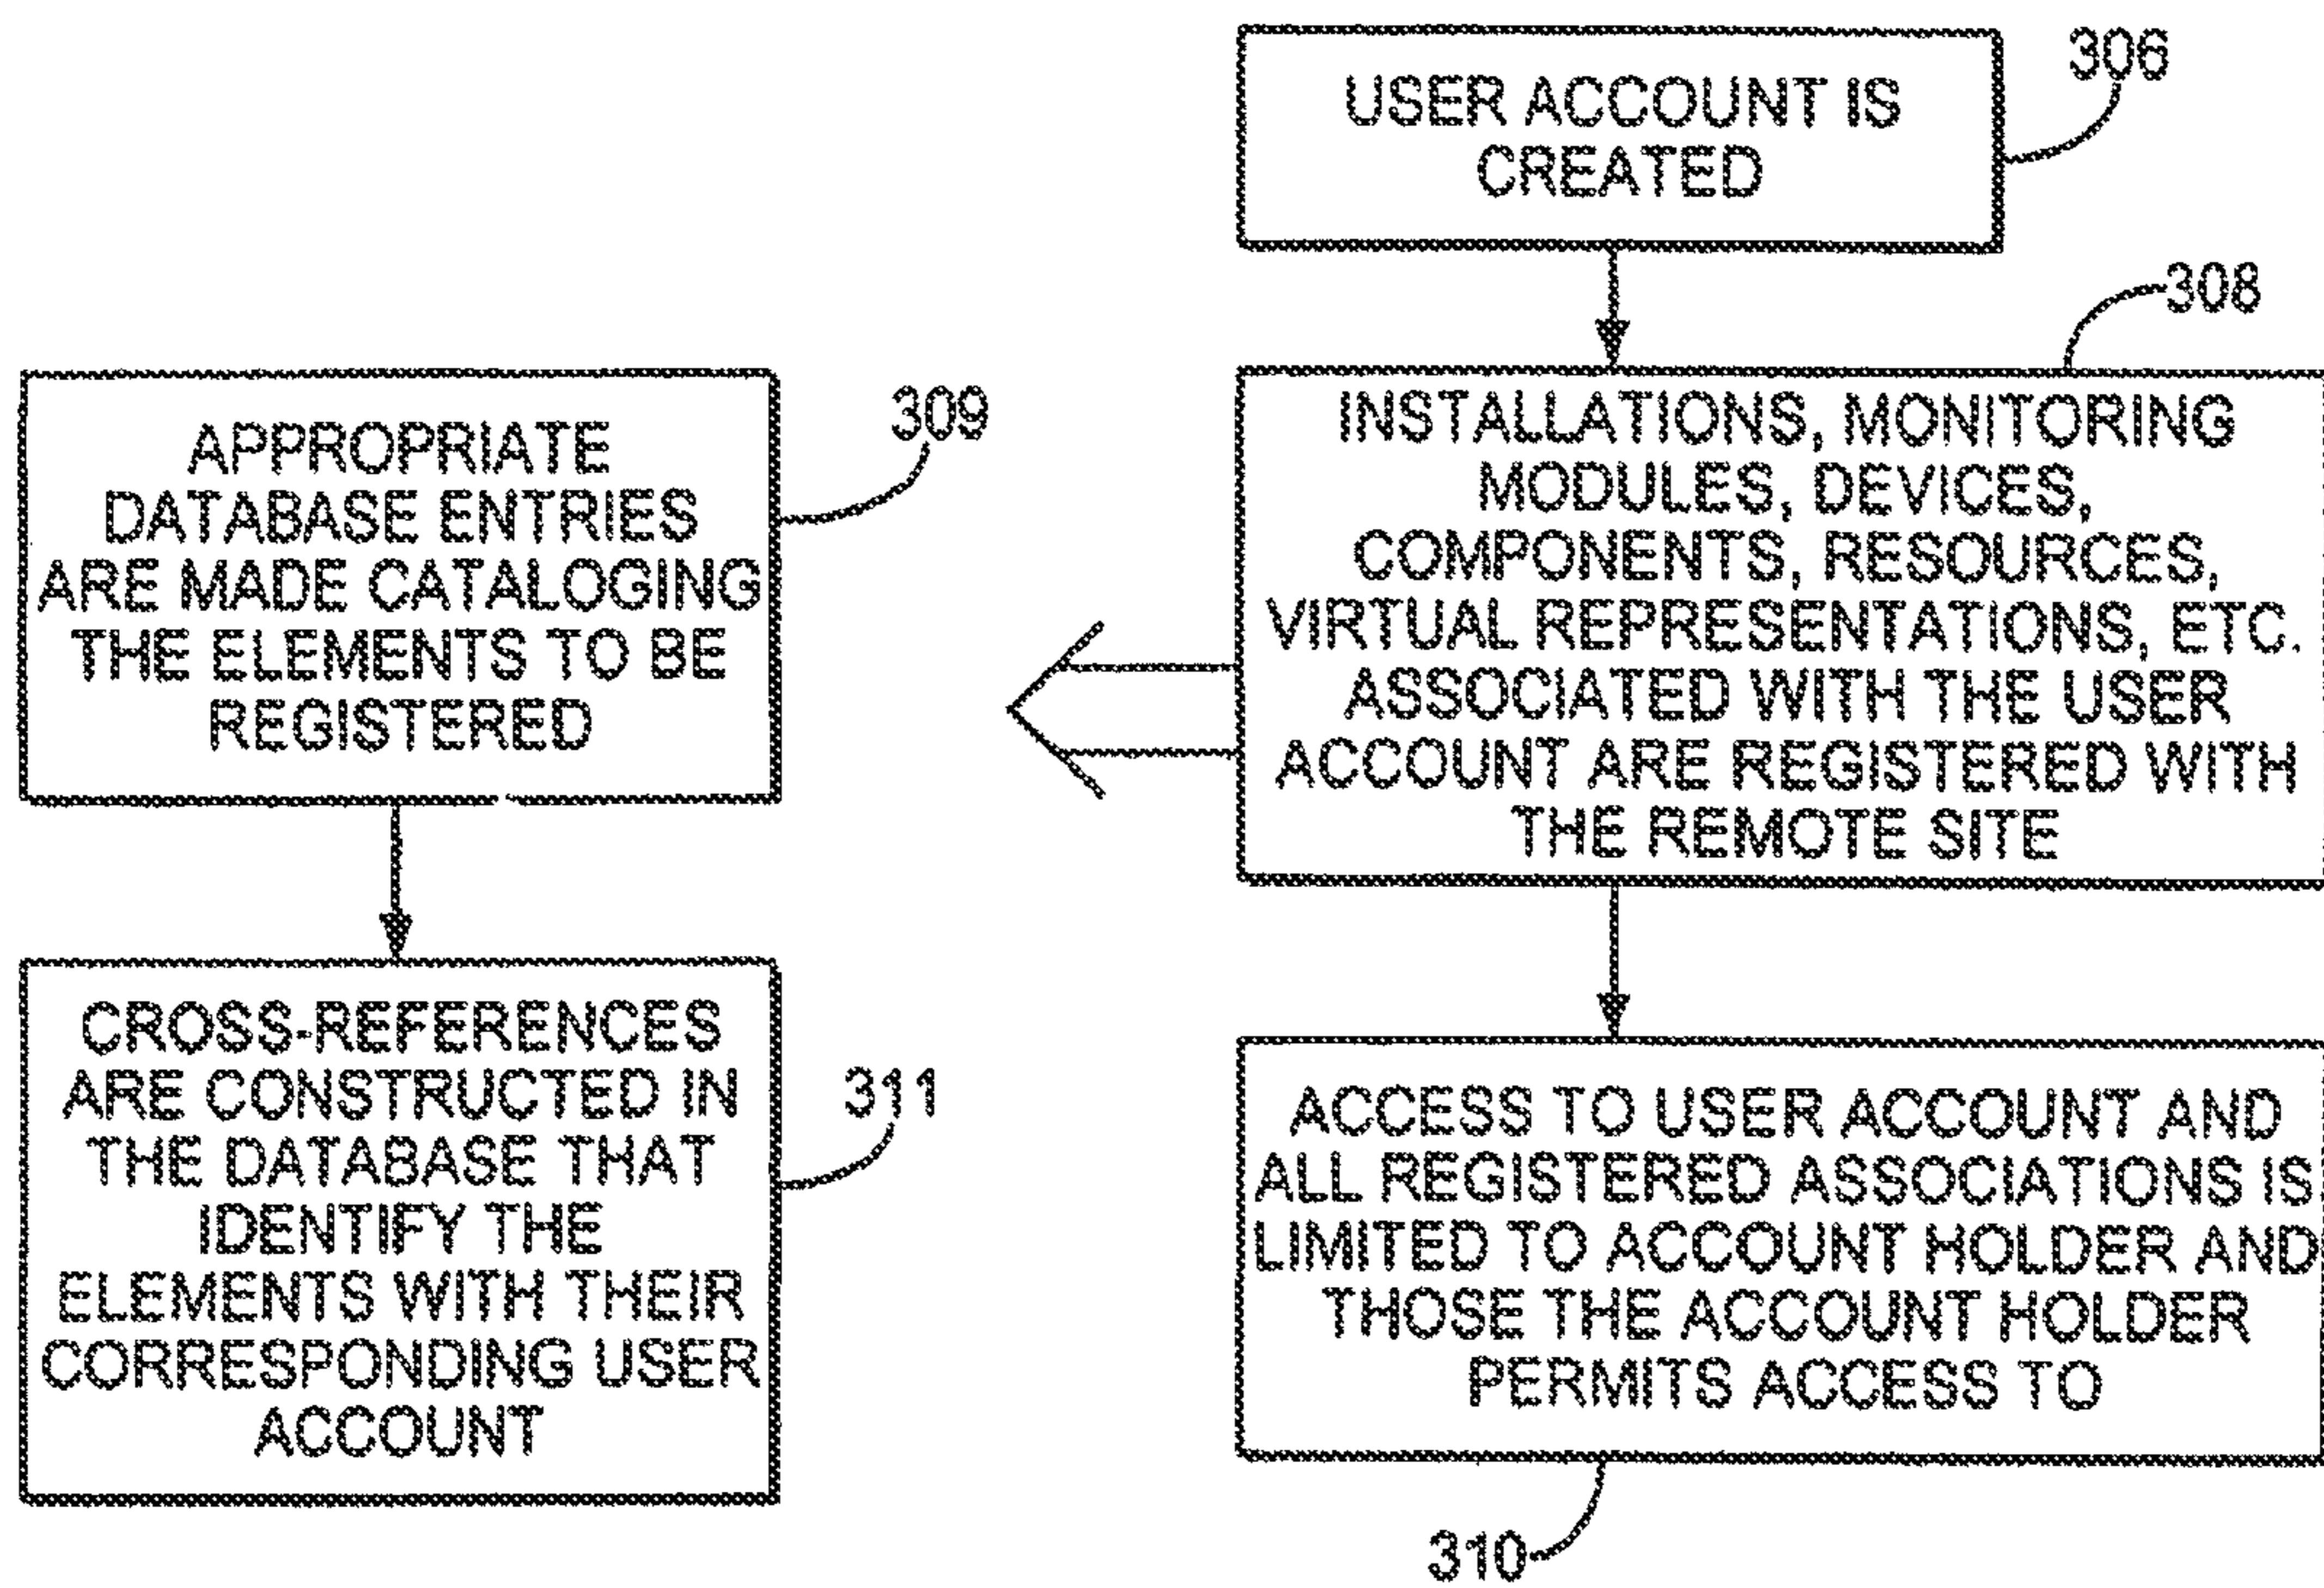 USER ACCOUNT IS
CREATED
306
308
INSTALLATIONS, MONITORING
MODULES, DEVICES,
COMPONENTS, RESOURCES,
VIRTUAL REPRESENTATIONS, ETC.
ASSOCIATED WITH THE USER
ACCOUNT ARE REGISTERED WITH
THE REMOTE SITE
309
APPROPRIATE
DATABASE ENTRIES
ARE MADE CATALOGING
THE ELEMENTS TO BE
REGISTERED
CROSS-REFERENCES
ARE CONSTRUCTED IN
THE DATABASE THAT
IDENTIFY THE
ELEMENTS WITH THEIR
CORRESPONDING USER
ACCOUNT
311
ACCESS TO USER ACCOUNT AND
ALL REGISTERED ASSOCIATIONS IS
LIMITED TO ACCOUNT HOLDER AND
THOSE THE ACCOUNT HOLDER
PERMITS ACCESS TO
310